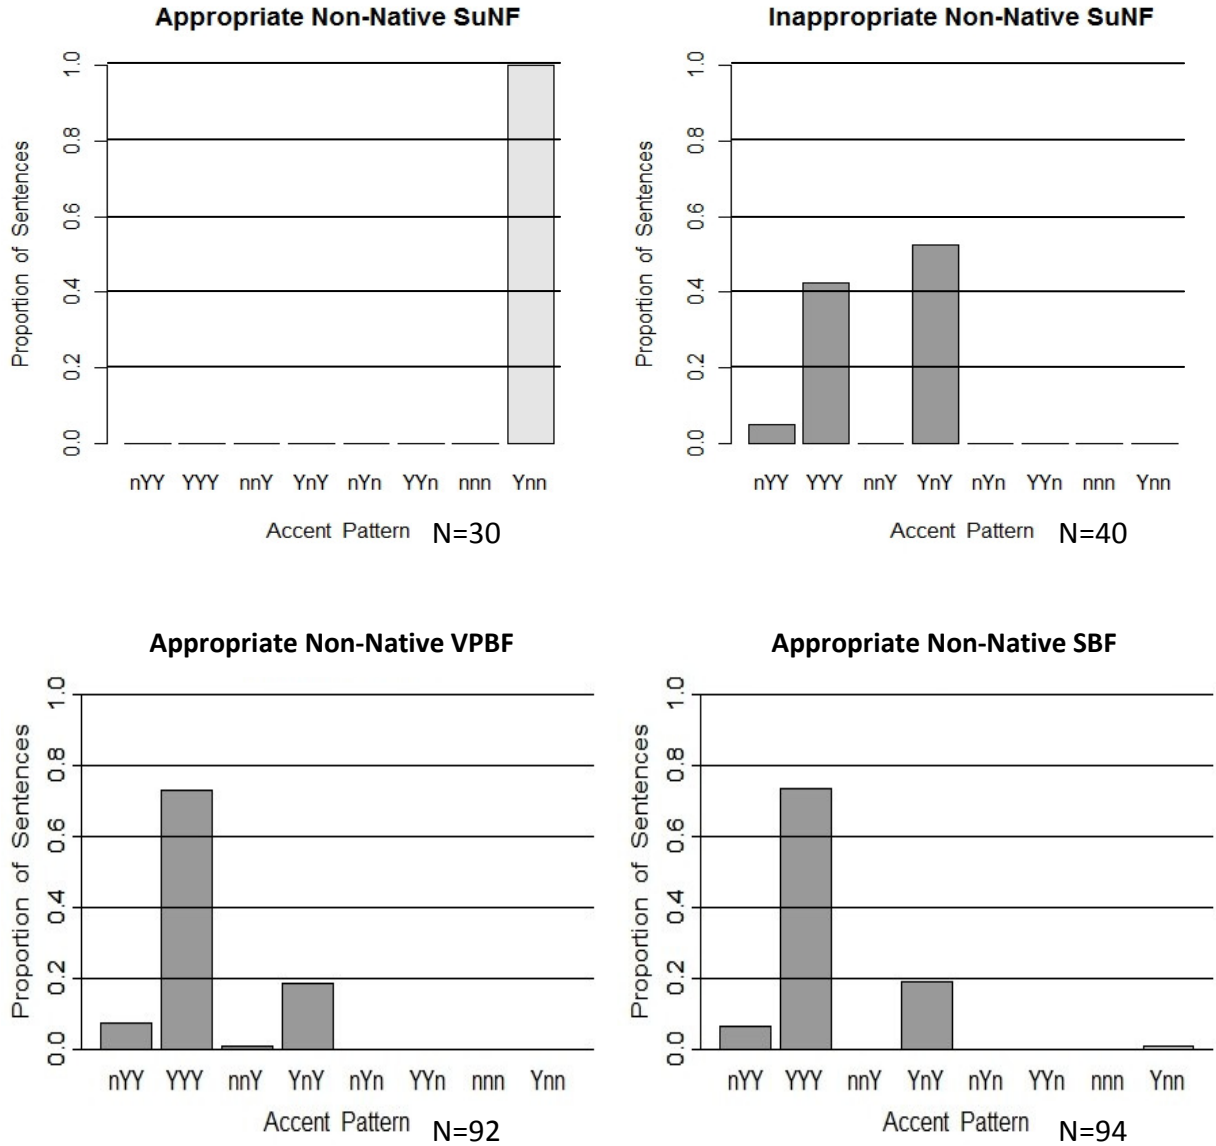 Appropriate Non-Native SuNF
Proportion of Sentences
1.0
0.8
0.6
0.4
0.2
0.0
nYY YYY nnY YnY nYn YYn nnn Ynn
Accent Pattern N=30
Inappropriate Non-Native SuNF
Proportion of Sentences
1.0
0.8
0.6
0.4
0.2
0.0
nYY YYY nnY YnY nYn YYn nnn Ynn
Accent Pattern N=40
Appropriate Non-Native VPBF
Proportion of Sentences
1.0
0.8
0.6
0.4
0.2
0.0
nYY YYY nnY YnY nYn YYn nnn Ynn
Accent Pattern N=92
Appropriate Non-Native SBF
Proportion of Sentences
1.0
0.8
0.6
0.4
0.2
0.0
nYY YYY nnY YnY nYn YYn nnn Ynn
Accent Pattern N=94